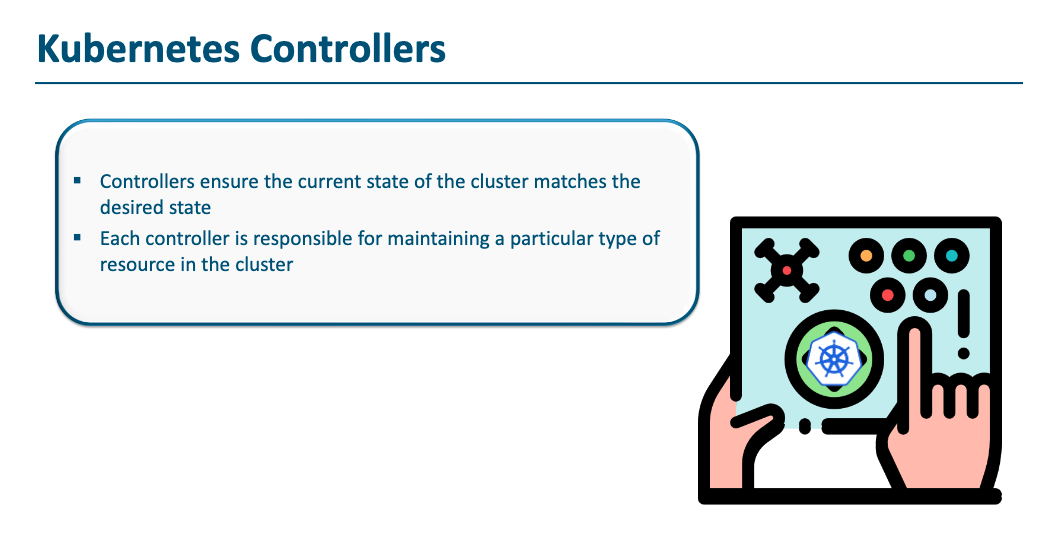 Kubernetes Controllers
▪ Controllers ensure the current state of the cluster matches the
desired state
▪ Each controller is responsible for maintaining a particular type of
resource in the cluster